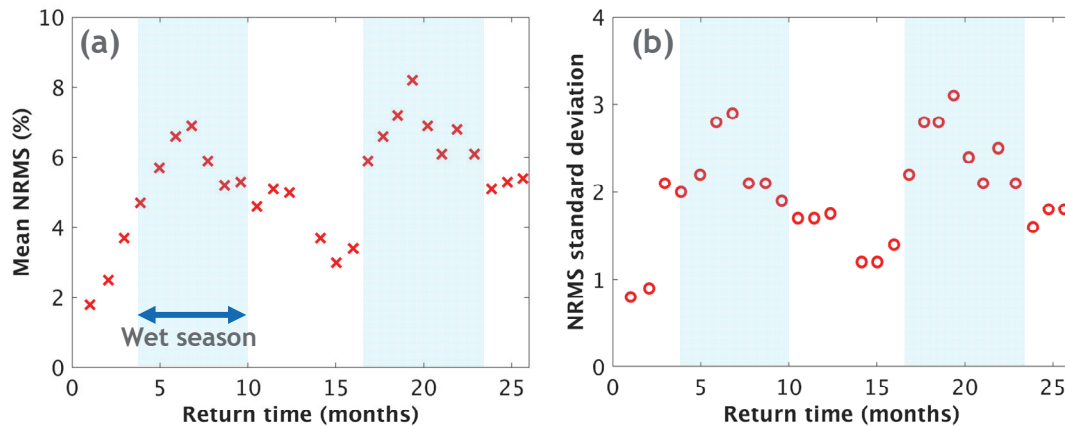 (a)
Mean NRMS (%)
10
8
6
4
2
0
Wet season
0 5 10 15 20 25
Return time (months)
(b)
NRMS standard deviation
4
3
2
1
0
0 5 10 15 20 25
Return time (months)